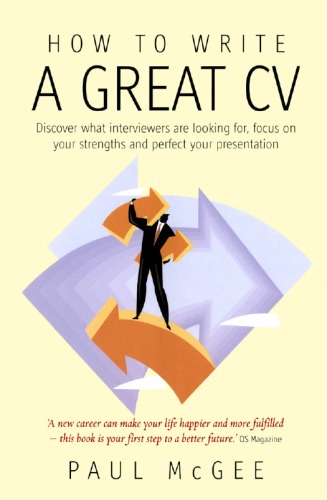 HOW TO WRITE
A GREAT CV
Discover what interviewers are looking for, focus on
your strengths and perfect your presentation
'A new career can make your life happier and more fulfilled
– this book is your first step to a better future.' OS Magazine
PAUL McGEE